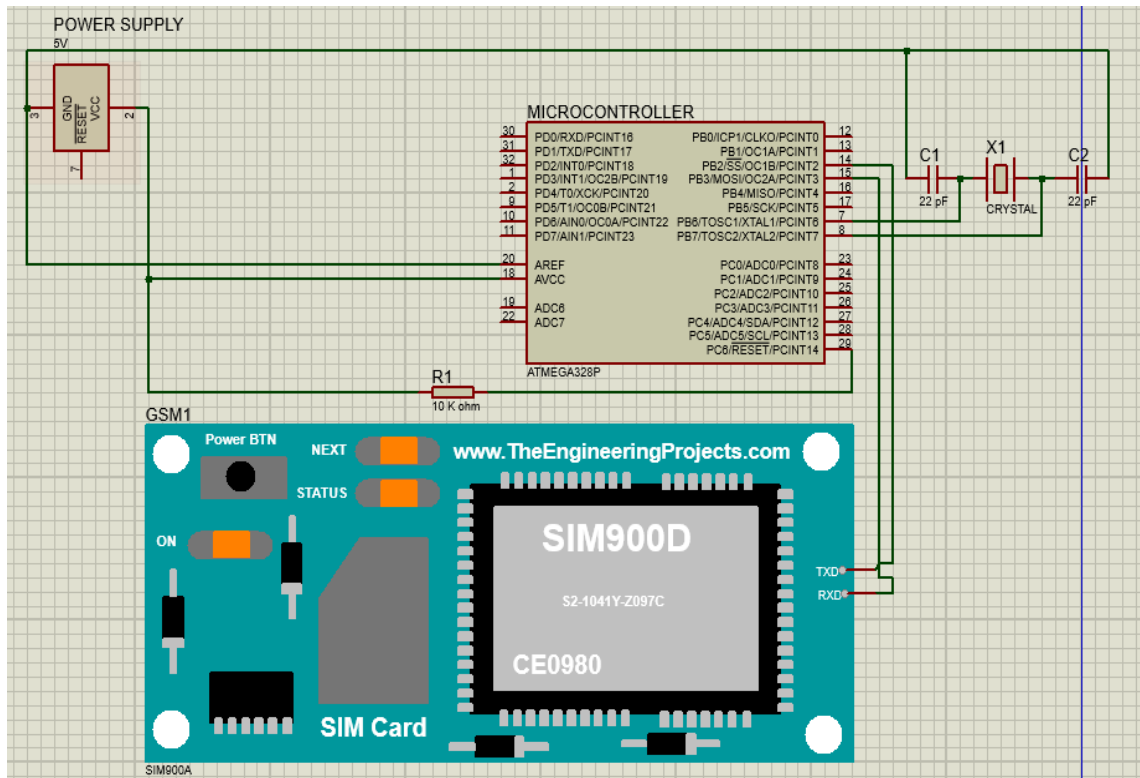 POWER SUPPLY
5V
3
GND
RESET
VCC
2
7
MICROCONTROLLER
30 PD0/RXD/PCINT16
31 PD1/TXD/PCINT17
32 PD2/INT0/PCINT18
1 PD3/INT1/OC2B/PCINT19
2 PD4/T0/XCK/PCINT20
9 PD5/T1/OC0B/PCINT21
10 PD6/AIN0/OC0A/PCINT22
11 PD7/AIN1/PCINT23
20 AREF
18 AVCC
19 ADC6
22 ADC7
PB0/ICP1/CLKO/PCINT0 12
PB1/OC1A/PCINT1 13
PB2/SS/OC1B/PCINT2 14
PB3/MOSI/OC2A/PCINT3 15
PB4/MISO/PCINT4 16
PB5/SCK/PCINT5 17
PB6/TOSC1/XTAL1/PCINT6 7
PB7/TOSC2/XTAL2/PCINT7 8
PC0/ADC0/PCINT8 23
PC1/ADC1/PCINT9 24
PC2/ADC2/PCINT10 25
PC3/ADC3/PCINT11 26
PC4/ADC4/SDA/PCINT12 27
PC5/ADC5/SCL/PCINT13 28
PC6/RESET/PCINT14 29
ATMEGA328P
C1
22 pF
X1
CRYSTAL
C2
22 pF
R1
10 K ohm
GSM1
Power BTN
NEXT
www.TheEngineeringProjects.com
STATUS
ON
SIM900D
S2-1041Y-Z097C
CE0980
TXD
RXD
SIM Card
SIM900A